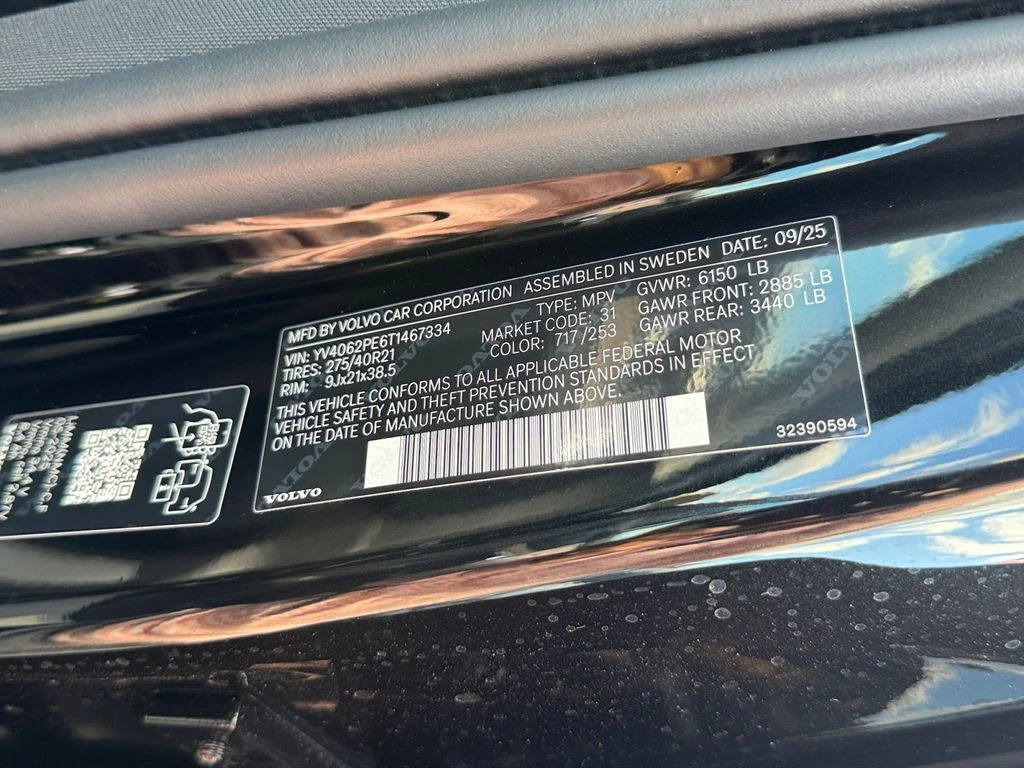 MFD BY VOLVO CAR CORPORATION ASSEMBLED IN SWEDEN DATE: 09/25
VIN: YV4062PE6T1467334 TYPE: MPV GVWR: 6150 LB
TIRES: 275/40R21 MARKET CODE: 31 GAWR FRONT: 2885 LB
RIM: 9Jx21x38.5 COLOR: 717/253 GAWR REAR: 3440 LB
THIS VEHICLE CONFORMS TO ALL APPLICABLE FEDERAL MOTOR
VEHICLE SAFETY AND THEFT PREVENTION STANDARDS IN EFFECT
ON THE DATE OF MANUFACTURE SHOWN ABOVE.
32390594
VOLVO